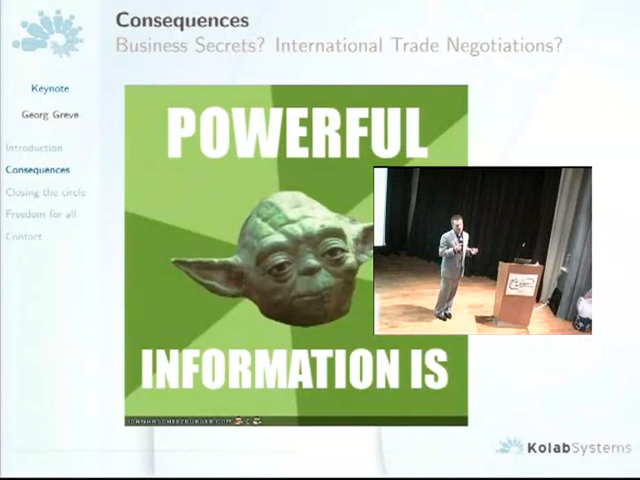 Consequences
Business Secrets? International Trade Negotiations?
Keynote
Georg Greve
Introduction
Consequences
Closing the circle
Freedom for all
Contact
POWERFUL
INFORMATION IS
KolabSystems